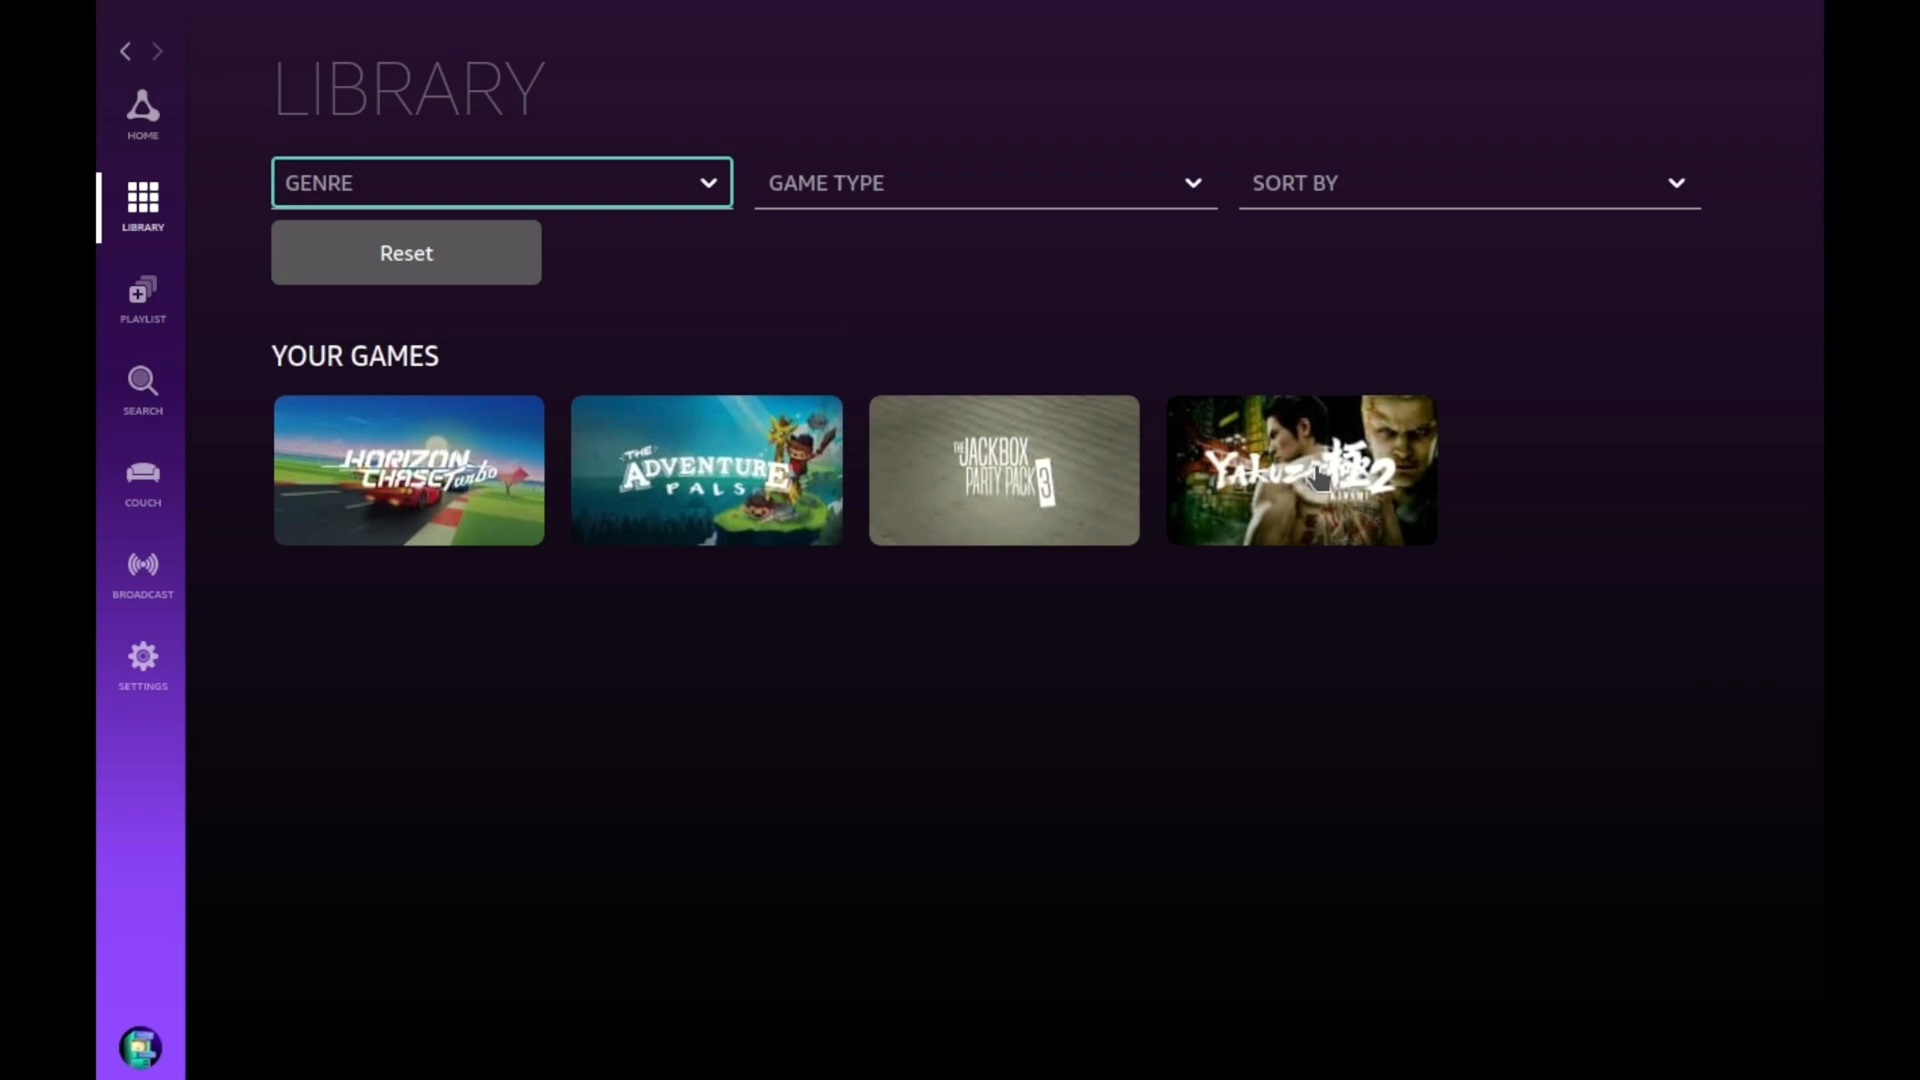 LIBRARY
HOME
LIBRARY
PLAYLIST
SEARCH
COUCH
BROADCAST
SETTINGS
GENRE
GAME TYPE
SORT BY
Reset
YOUR GAMES
HORIZON
CHASE Turbo
THE
ADVENTURE
PALS
THE JACKBOX
PARTY PACK 3
YAKUZA 極2